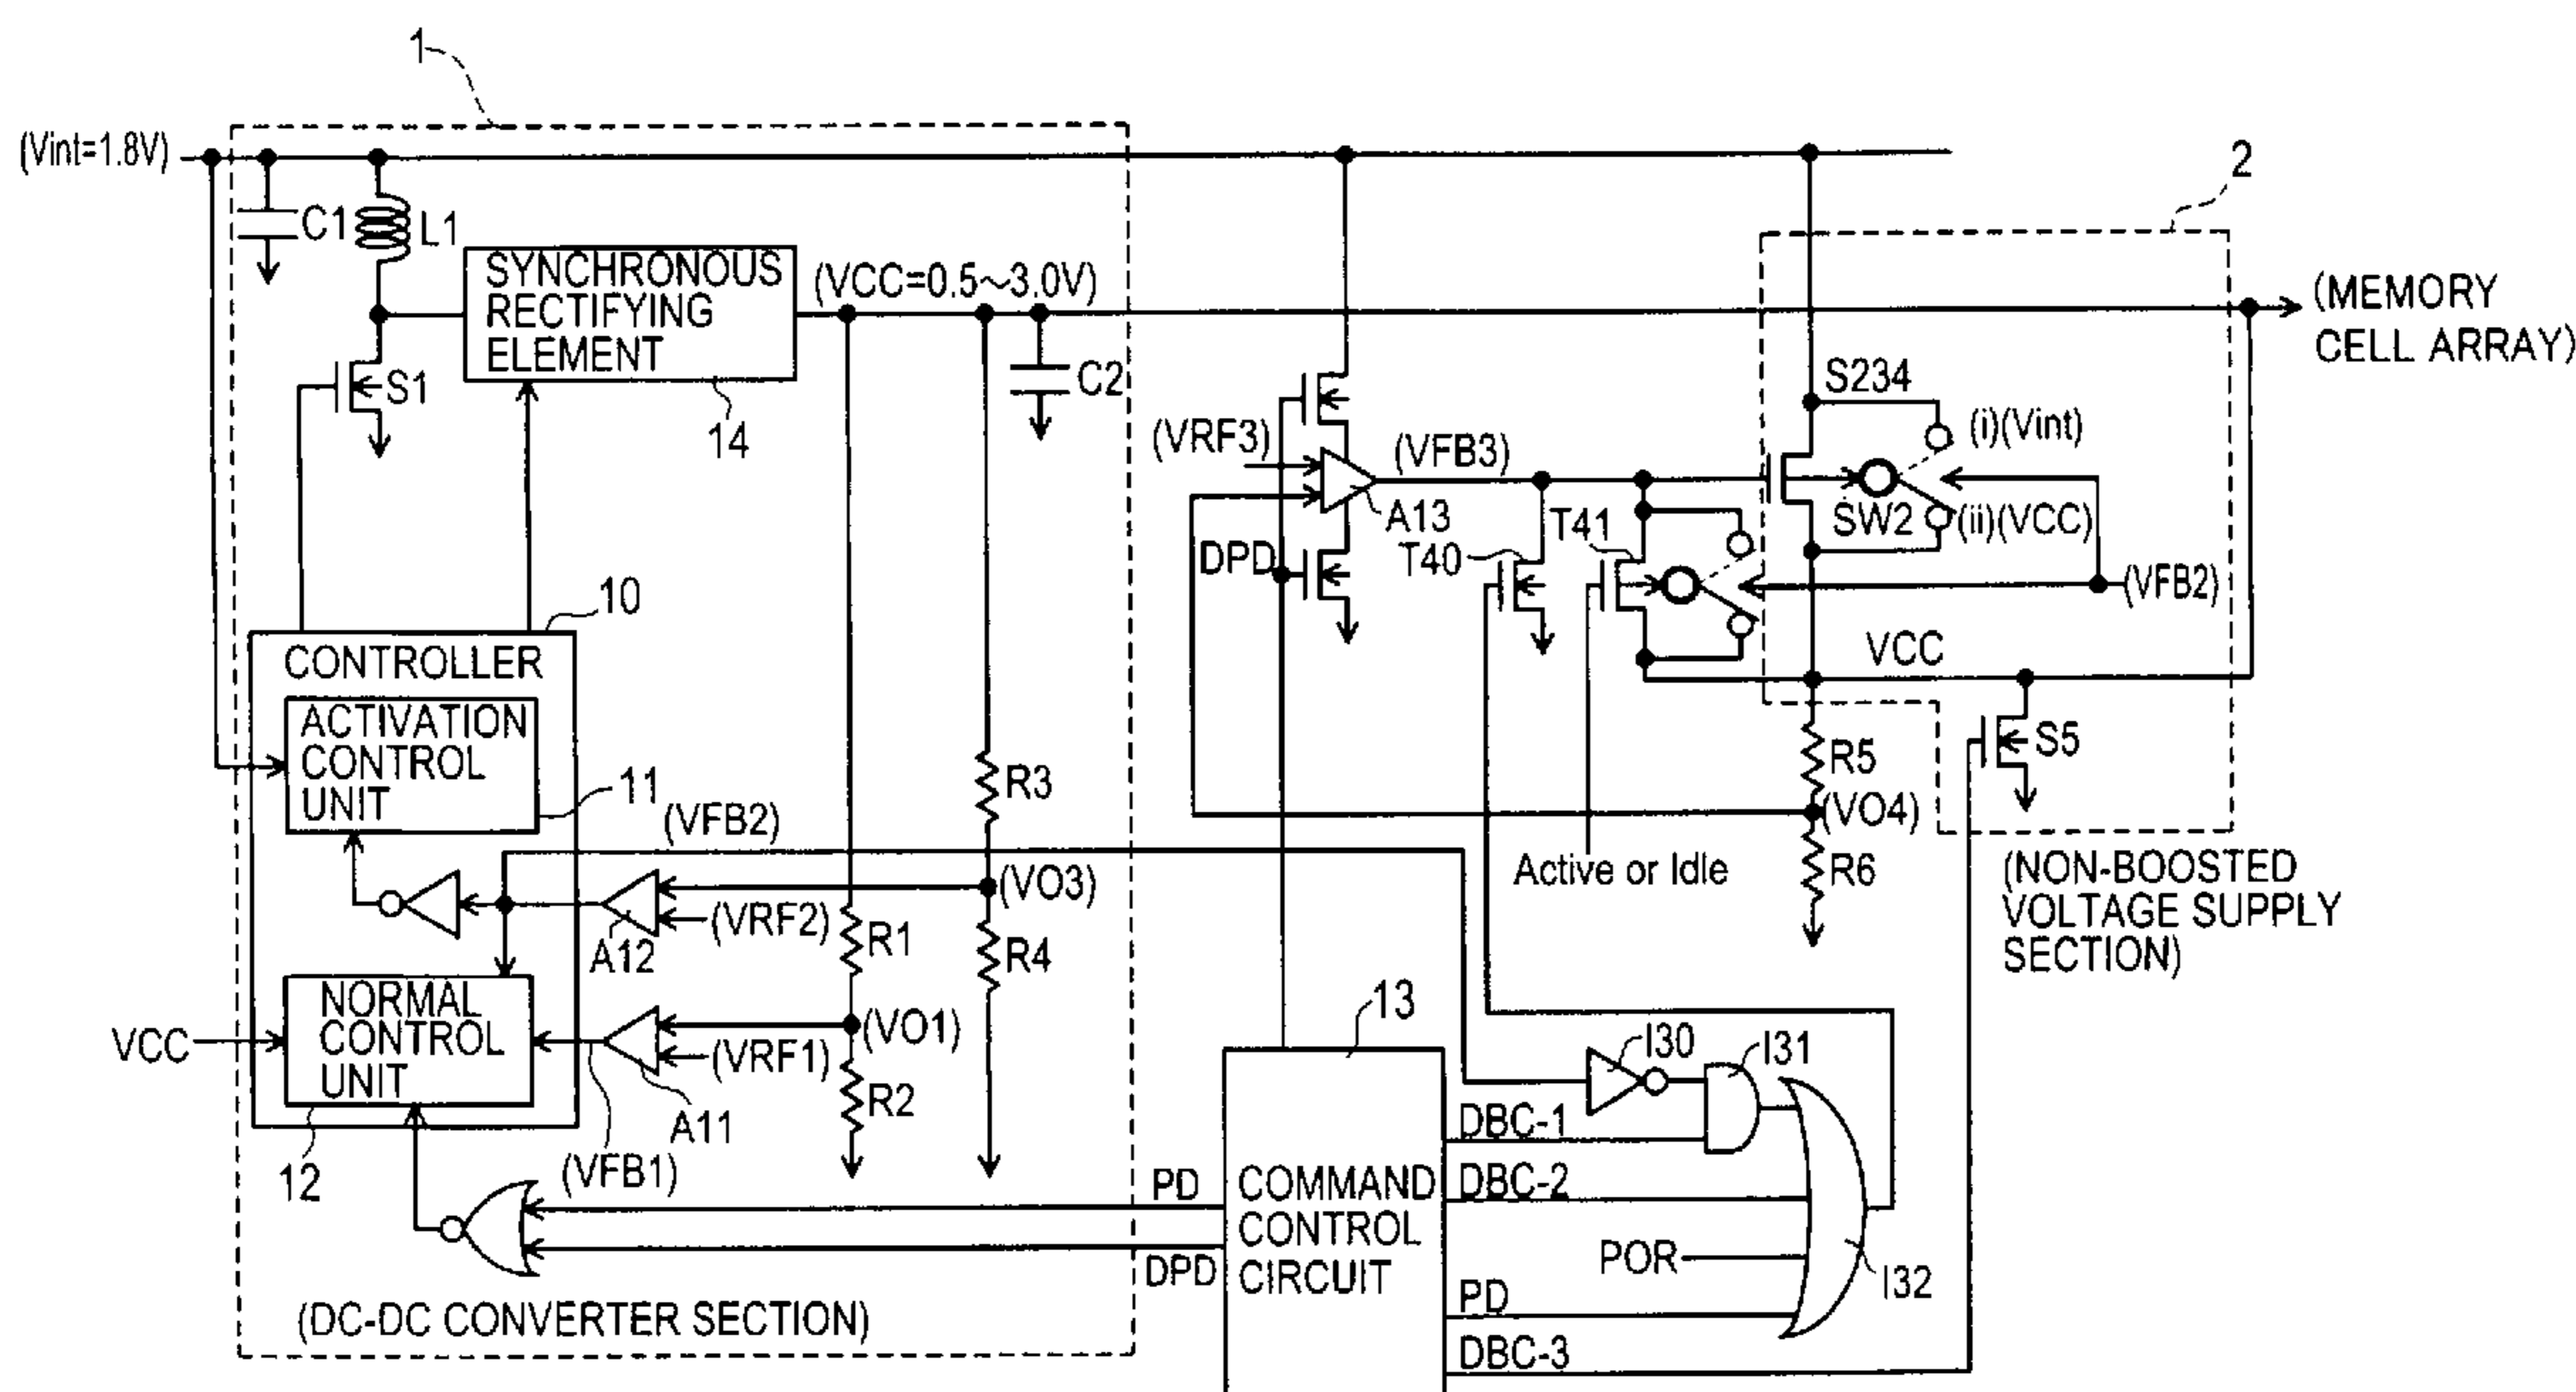 1
(Vint=1.8V)
2
C1
L1
SYNCHRONOUS
RECTIFYING
ELEMENT
(VCC=0.5~3.0V)
(MEMORY
CELL ARRAY)
S1
14
C2
S234
(i)(Vint)
(VRF3)
(VFB3)
A13
SW2
(ii)(VCC)
T41
T40
DPD
(VFB2)
10
CONTROLLER
VCC
ACTIVATION
CONTROL
UNIT
11
R3
R5
S5
(VFB2)
(VO4)
(VO3)
Active or Idle
R6
(NON-BOOSTED
VOLTAGE SUPPLY
SECTION)
(VRF2)
A12
R1
R4
NORMAL
CONTROL
UNIT
13
VCC
(VO1)
(VRF1)
I30
I31
R2
A11
DBC-1
12
(VFB1)
PD
COMMAND
CONTROL
CIRCUIT
DBC-2
POR
DPD
I32
PD
(DC-DC CONVERTER SECTION)
DBC-3